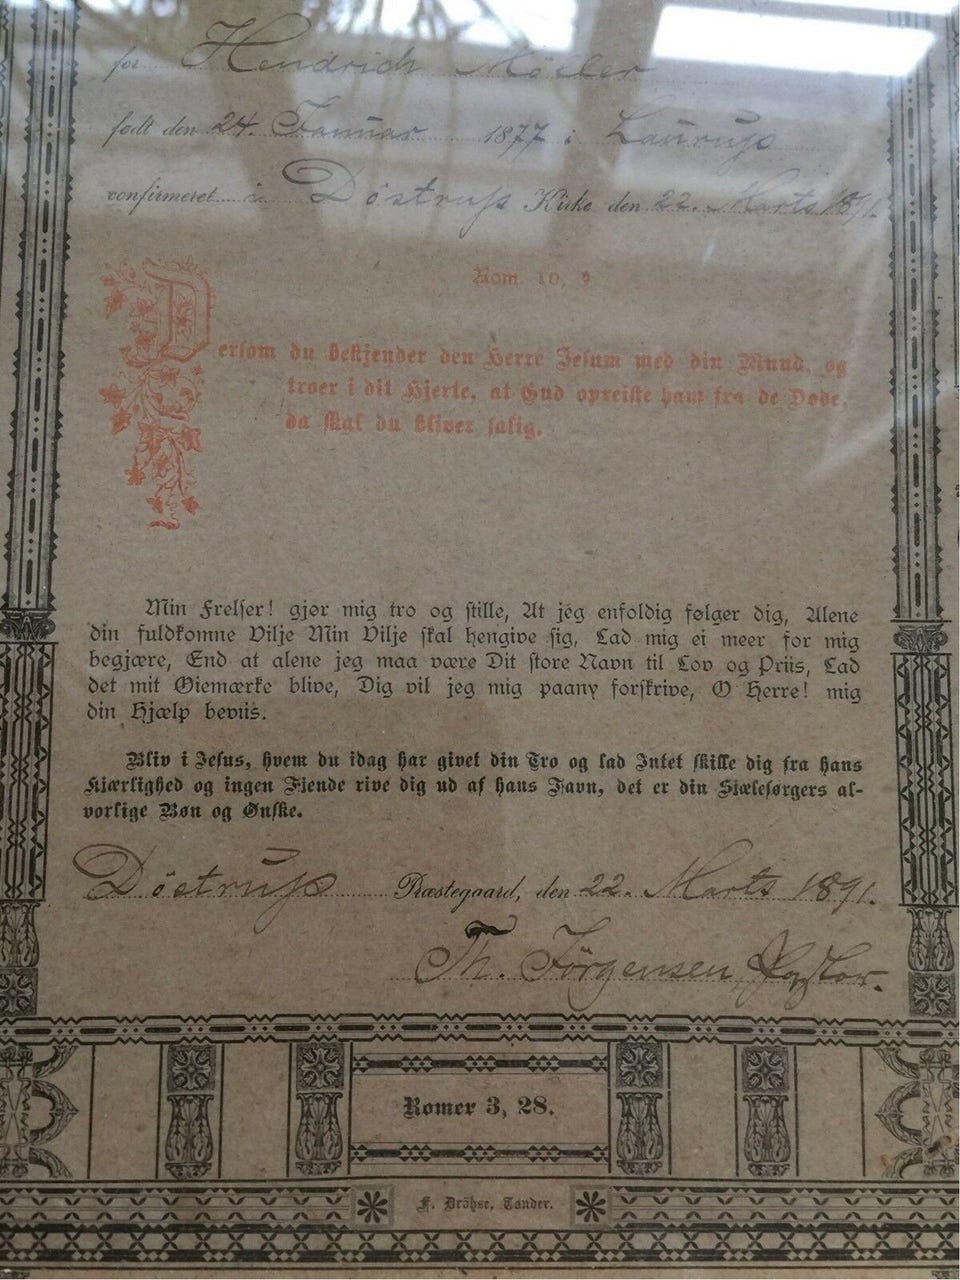 for Hendrich Möller
født den 24. Januar 1877 i Laurup
confirmeret i Döstrup Kirke den 22. Marts 1891.
Rom. 10, 9
Dersom du bekjender den Herre Jesum med din Mund, og
troer i dit Hjerte, at Gud opreiste ham fra de Døde,
da skal du bliver salig.
Min Frelser! gjør mig tro og stille, At jeg enfoldig følger dig, Alene
din fuldkomne Vilje Min Vilje skal hengive sig, Lad mig ei meer for mig
begjære, End at alene jeg maa være Dit store Navn til Lov og Priis, Lad
det mit Øiemærke blive, Dig vil jeg mig paany forskrive, O Herre! mig
din Hjælp beviis.
Bliv i Jesus, hvem du idag har givet din Tro og lad Intet skille dig fra hans
Kjærlighed og ingen Fjende rive dig ud af hans Favn, det er din Sjælesørgers al-
vorlige Bøn og Ønske.
Döstrup Præstegaard, den 22. Marts 1891.
Th. Jörgensen, Pastor.
Romer 3, 28.
F. Dröhse, Tønder.